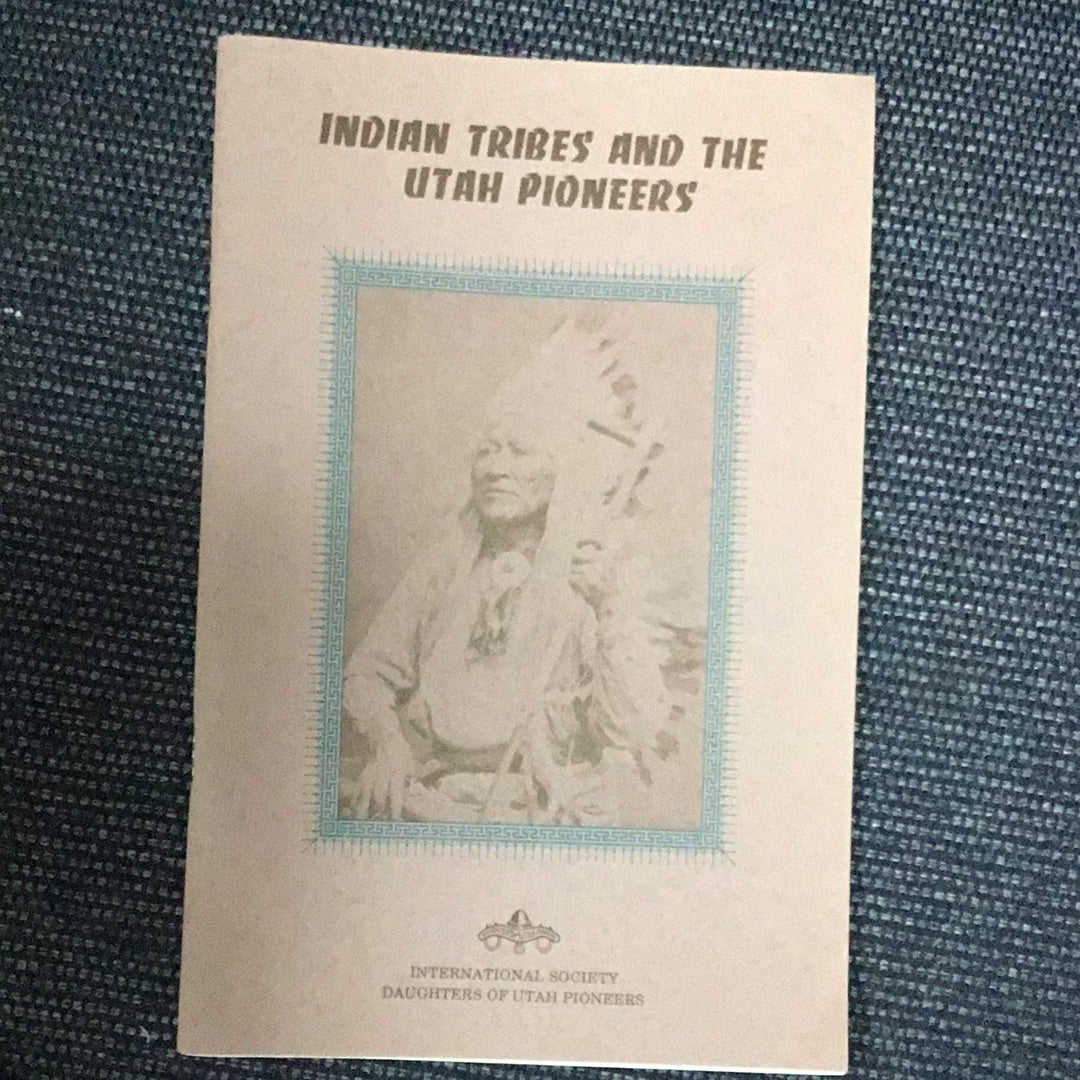 INDIAN TRIBES AND THE
UTAH PIONEERS
INTERNATIONAL SOCIETY
DAUGHTERS OF UTAH PIONEERS